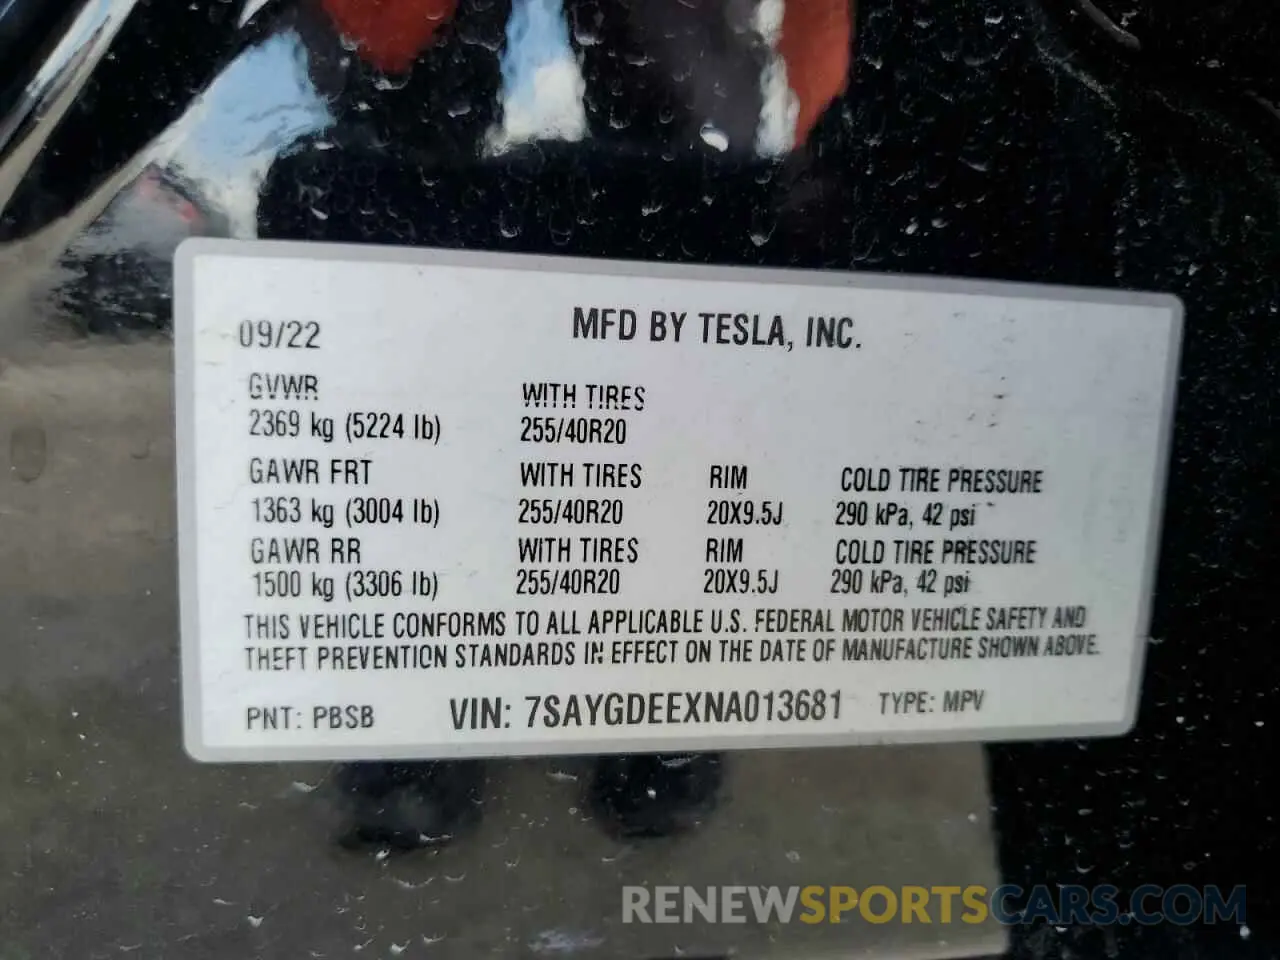 09/22 MFD BY TESLA, INC.
GVWR WITH TIRES
2369 kg (5224 lb) 255/40R20
GAWR FRT WITH TIRES RIM COLD TIRE PRESSURE
1363 kg (3004 lb) 255/40R20 20X9.5J 290 kPa, 42 psi
GAWR RR WITH TIRES RIM COLD TIRE PRESSURE
1500 kg (3306 lb) 255/40R20 20X9.5J 290 kPa, 42 psi
THIS VEHICLE CONFORMS TO ALL APPLICABLE U.S. FEDERAL MOTOR VEHICLE SAFETY AND
THEFT PREVENTION STANDARDS IN EFFECT ON THE DATE OF MANUFACTURE SHOWN ABOVE.
PNT: PBSB VIN: 7SAYGDEEXNA013681 TYPE: MPV
RENEWSPORTSCARS.COM